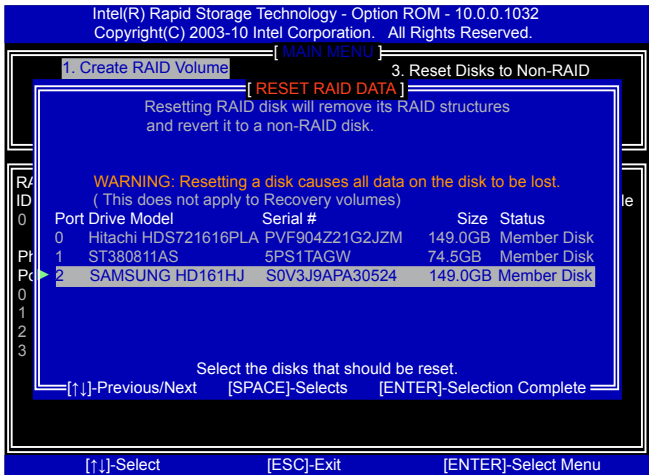 Intel(R) Rapid Storage Technology - Option ROM - 10.0.0.1032
Copyright(C) 2003-10 Intel Corporation. All Rights Reserved.
[ MAIN MENU ]
1. Create RAID Volume 3. Reset Disks to Non-RAID
[ RESET RAID DATA ]
Resetting RAID disk will remove its RAID structures
and revert it to a non-RAID disk.
WARNING: Resetting a disk causes all data on the disk to be lost.
( This does not apply to Recovery volumes)
ID
Port Drive Model Serial # Size Status
0
0 Hitachi HDS721616PLA PVF904Z21G2JZM 149.0GB Member Disk
1 ST380811AS 5PS1TAGW 74.5GB Member Disk
2 SAMSUNG HD161HJ S0V3J9APA30524 149.0GB Member Disk
0
1
2
3
Select the disks that should be reset.
[↑↓]-Previous/Next [SPACE]-Selects [ENTER]-Selection Complete
[↑↓]-Select [ESC]-Exit [ENTER]-Select Menu